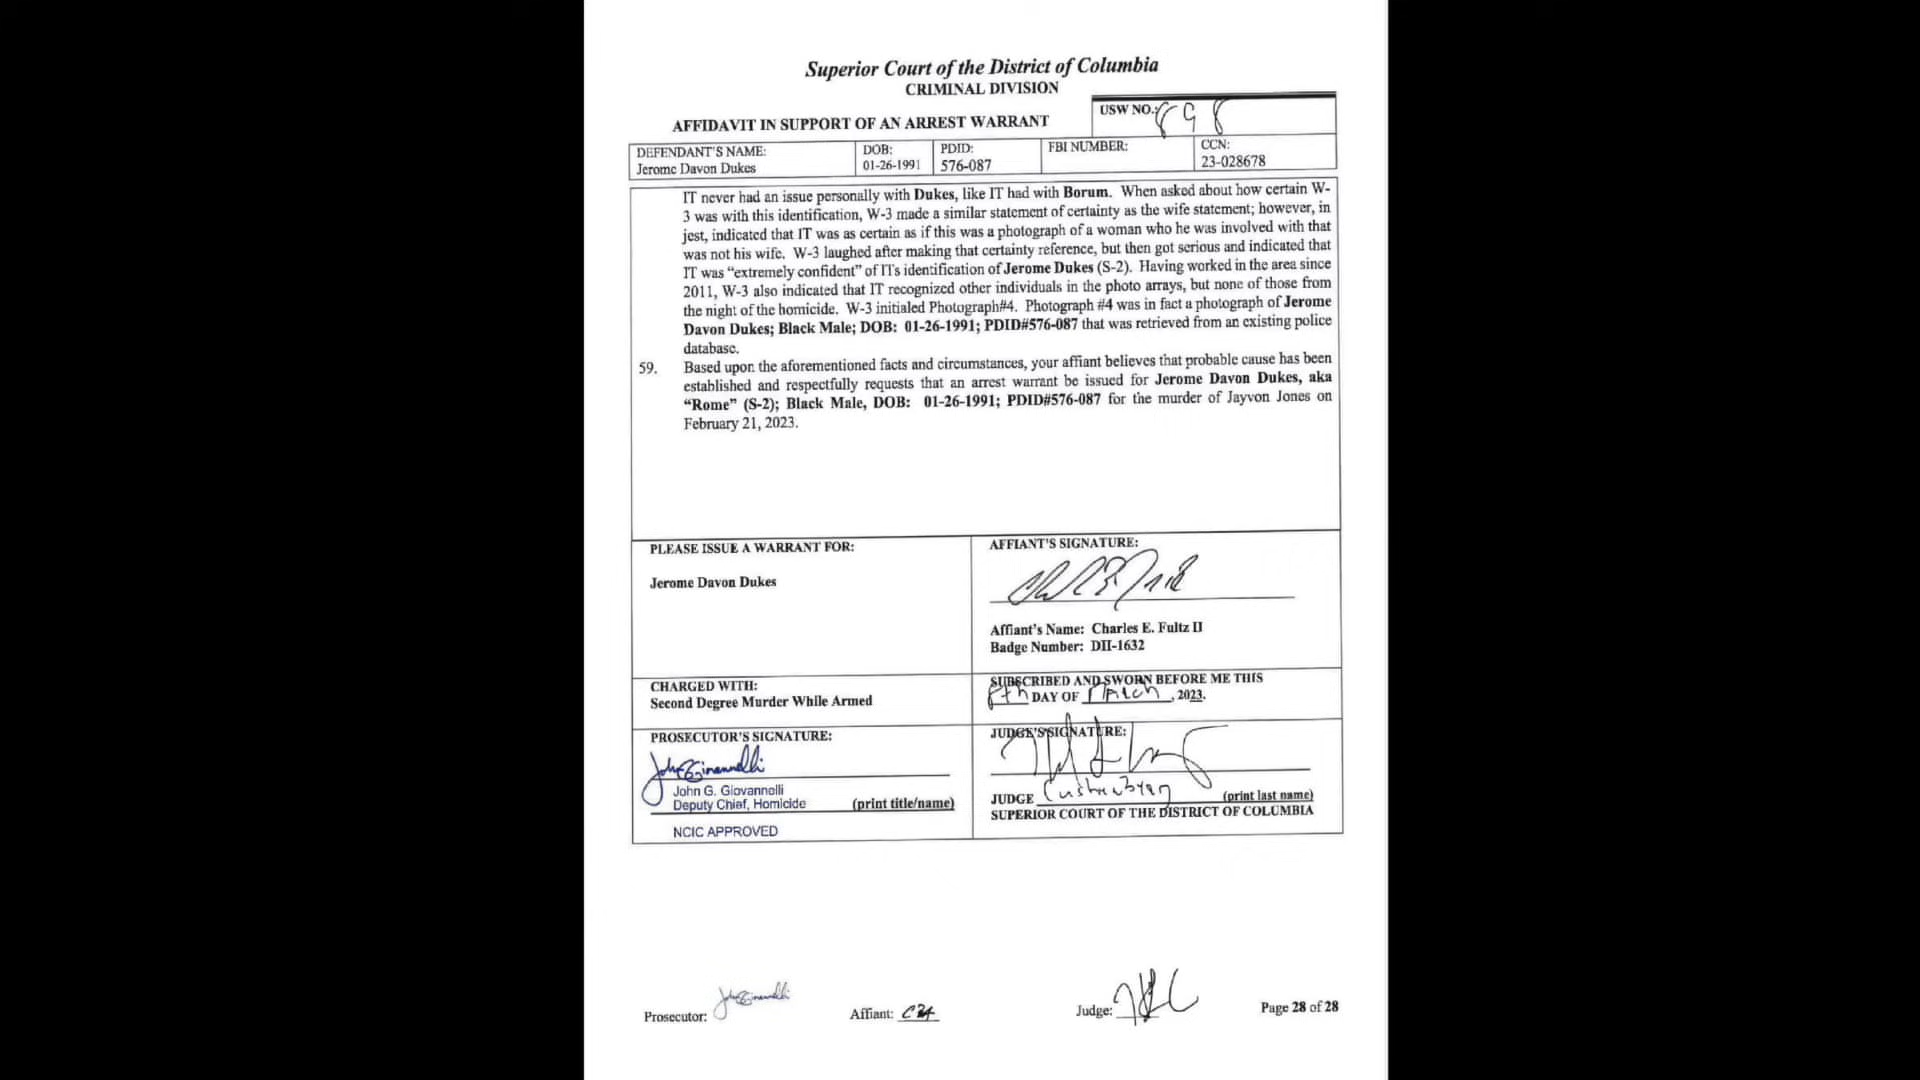 Superior Court of the District of Columbia
CRIMINAL DIVISION
AFFIDAVIT IN SUPPORT OF AN ARREST WARRANT
USW NO.: 898
DEFENDANT'S NAME:
Jerome Davon Dukes
DOB:
01-26-1991
PDID:
576-087
FBI NUMBER:
CCN:
23-028678
IT never had an issue personally with Dukes, like IT had with Borum. When asked about how certain W-
3 was with this identification, W-3 made a similar statement of certainty as the wife statement; however, in
jest, indicated that IT was as certain as if this was a photograph of a woman who he was involved with that
was not his wife. W-3 laughed after making that certainty reference, but then got serious and indicated that
IT was “extremely confident” of IT's identification of Jerome Dukes (S-2). Having worked in the area since
2011, W-3 also indicated that IT recognized other individuals in the photo arrays, but none of those from
the night of the homicide. W-3 initialed Photograph#4. Photograph #4 was in fact a photograph of Jerome
Davon Dukes; Black Male; DOB: 01-26-1991; PDID#576-087 that was retrieved from an existing police
database.
59. Based upon the aforementioned facts and circumstances, your affiant believes that probable cause has been
established and respectfully requests that an arrest warrant be issued for Jerome Davon Dukes, aka
“Rome” (S-2); Black Male, DOB: 01-26-1991; PDID#576-087 for the murder of Jayvon Jones on
February 21, 2023.
PLEASE ISSUE A WARRANT FOR:
Jerome Davon Dukes
AFFIANT'S SIGNATURE:
Affiant's Name: Charles E. Fultz II
Badge Number: DII-1632
CHARGED WITH:
Second Degree Murder While Armed
SUBSCRIBED AND SWORN BEFORE ME THIS
8th DAY OF March, 2023.
PROSECUTOR'S SIGNATURE:
John G. Giovannelli
Deputy Chief, Homicide (print title/name)
NCIC APPROVED
JUDGE'S SIGNATURE:
JUDGE (print last name)
SUPERIOR COURT OF THE DISTRICT OF COLUMBIA
Prosecutor:
Affiant:
Judge:
Page 28 of 28